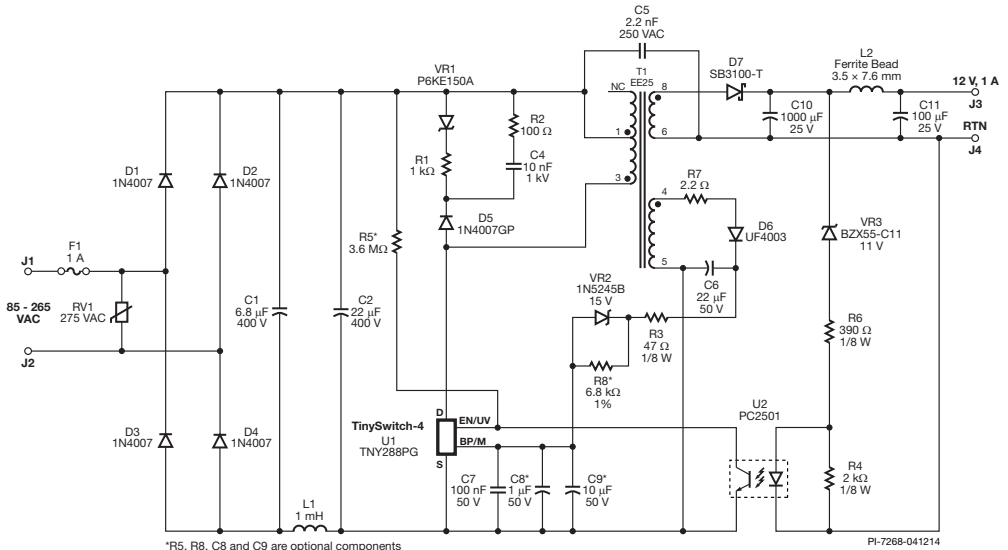 C5
2.2 nF
250 VAC
VR1
P6KE150A
D7
SB3100-T
L2
Ferrite Bead
3.5 × 7.6 mm
T1
EE25
NC
8
6
1
3
12 V, 1 A
J3
RTN
J4
C10
1000 µF
25 V
C11
100 µF
25 V
R2
100 Ω
C4
10 nF
1 kV
R1
1 kΩ
D1
1N4007
D2
1N4007
D5
1N4007GP
R5*
3.6 MΩ
4
5
R7
2.2 Ω
D6
UF4003
VR3
BZX55-C11
11 V
J1
F1
1 A
85 - 265
VAC
RV1
275 VAC
J2
C1
6.8 µF
400 V
C2
22 µF
400 V
VR2
1N5245B
15 V
C6
22 µF
50 V
R3
47 Ω
1/8 W
R8*
6.8 kΩ
1%
R6
390 Ω
1/8 W
D3
1N4007
D4
1N4007
TinySwitch-4
U1
TNY288PG
D
S
EN/UV
BP/M
U2
PC2501
C7
100 nF
50 V
C8*
1 µF
50 V
C9*
10 µF
50 V
R4
2 kΩ
1/8 W
L1
1 mH
*R5, R8, C8 and C9 are optional components
PI-7268-041214